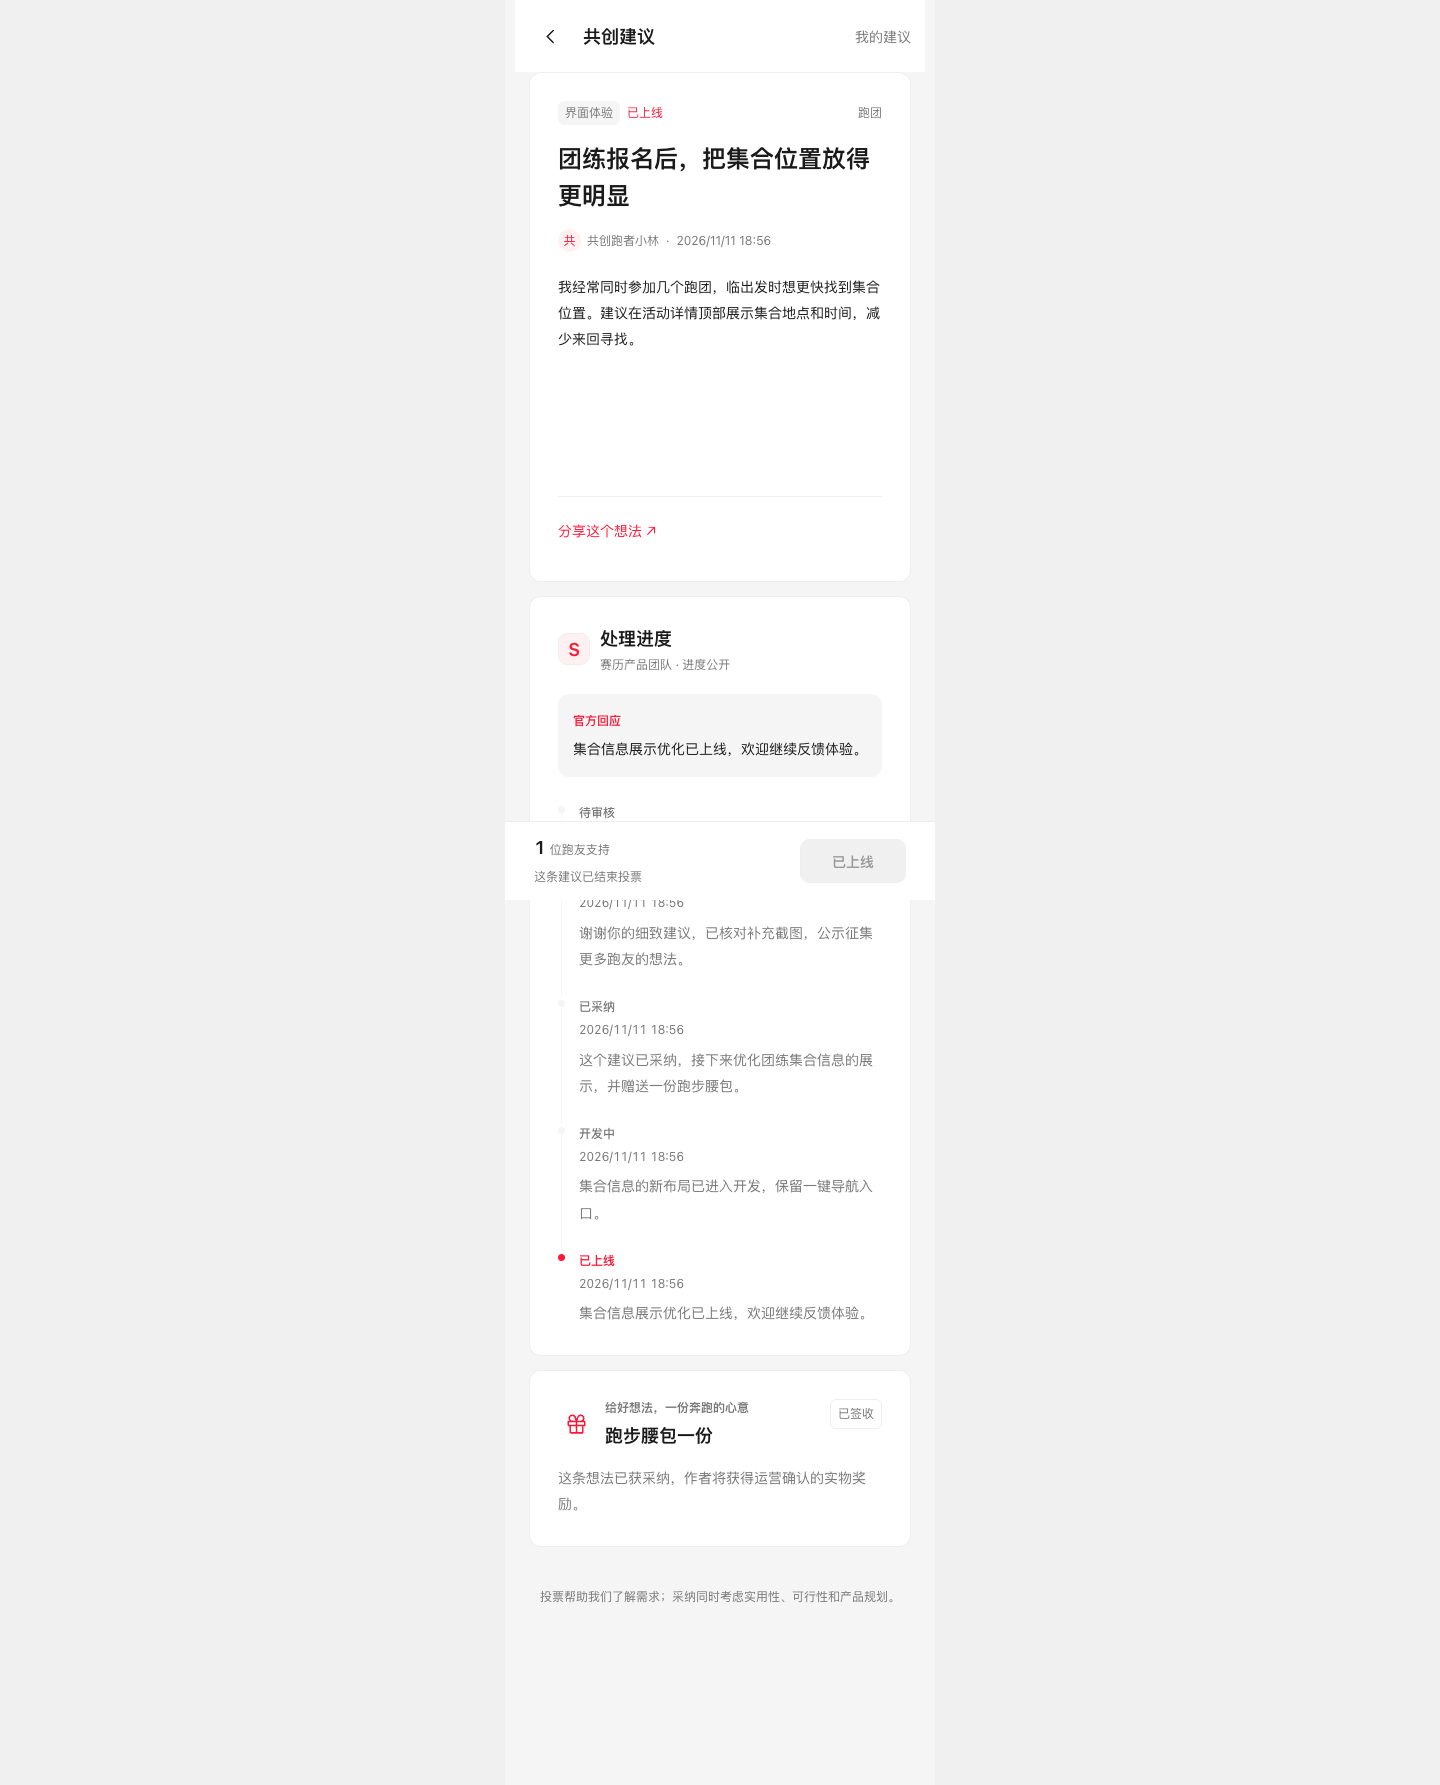 共创建议
我的建议
界面体验
已上线
跑团
团练报名后，把集合位置放得
更明显
共
共创跑者小林 · 2026/11/11 18:56
我经常同时参加几个跑团，临出发时想更快找到集合
位置。建议在活动详情顶部展示集合地点和时间，减
少来回寻找。
分享这个想法 ↗
S
处理进度
赛历产品团队 · 进度公开
官方回应
集合信息展示优化已上线，欢迎继续反馈体验。
待审核
1 位跑友支持
这条建议已结束投票
已上线
2026/11/11 18:56
谢谢你的细致建议，已核对补充截图，公示征集
更多跑友的想法。
已采纳
2026/11/11 18:56
这个建议已采纳，接下来优化团练集合信息的展
示，并赠送一份跑步腰包。
开发中
2026/11/11 18:56
集合信息的新布局已进入开发，保留一键导航入
口。
已上线
2026/11/11 18:56
集合信息展示优化已上线，欢迎继续反馈体验。
给好想法，一份奔跑的心意
跑步腰包一份
已签收
这条想法已获采纳，作者将获得运营确认的实物奖
励。
投票帮助我们了解需求；采纳同时考虑实用性、可行性和产品规划。